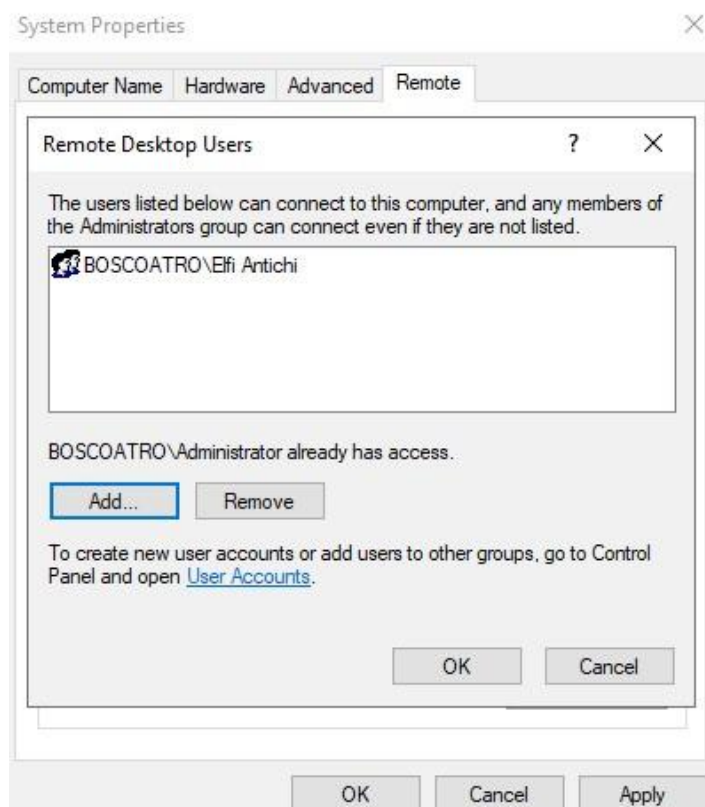 System Properties
Computer Name Hardware Advanced Remote
Remote Desktop Users ?
The users listed below can connect to this computer, and any members of
the Administrators group can connect even if they are not listed.
BOSCOATRO\Elfi Antichi
BOSCOATRO\Administrator already has access.
Add... Remove
To create new user accounts or add users to other groups, go to Control
Panel and open User Accounts.
OK Cancel
OK Cancel Apply